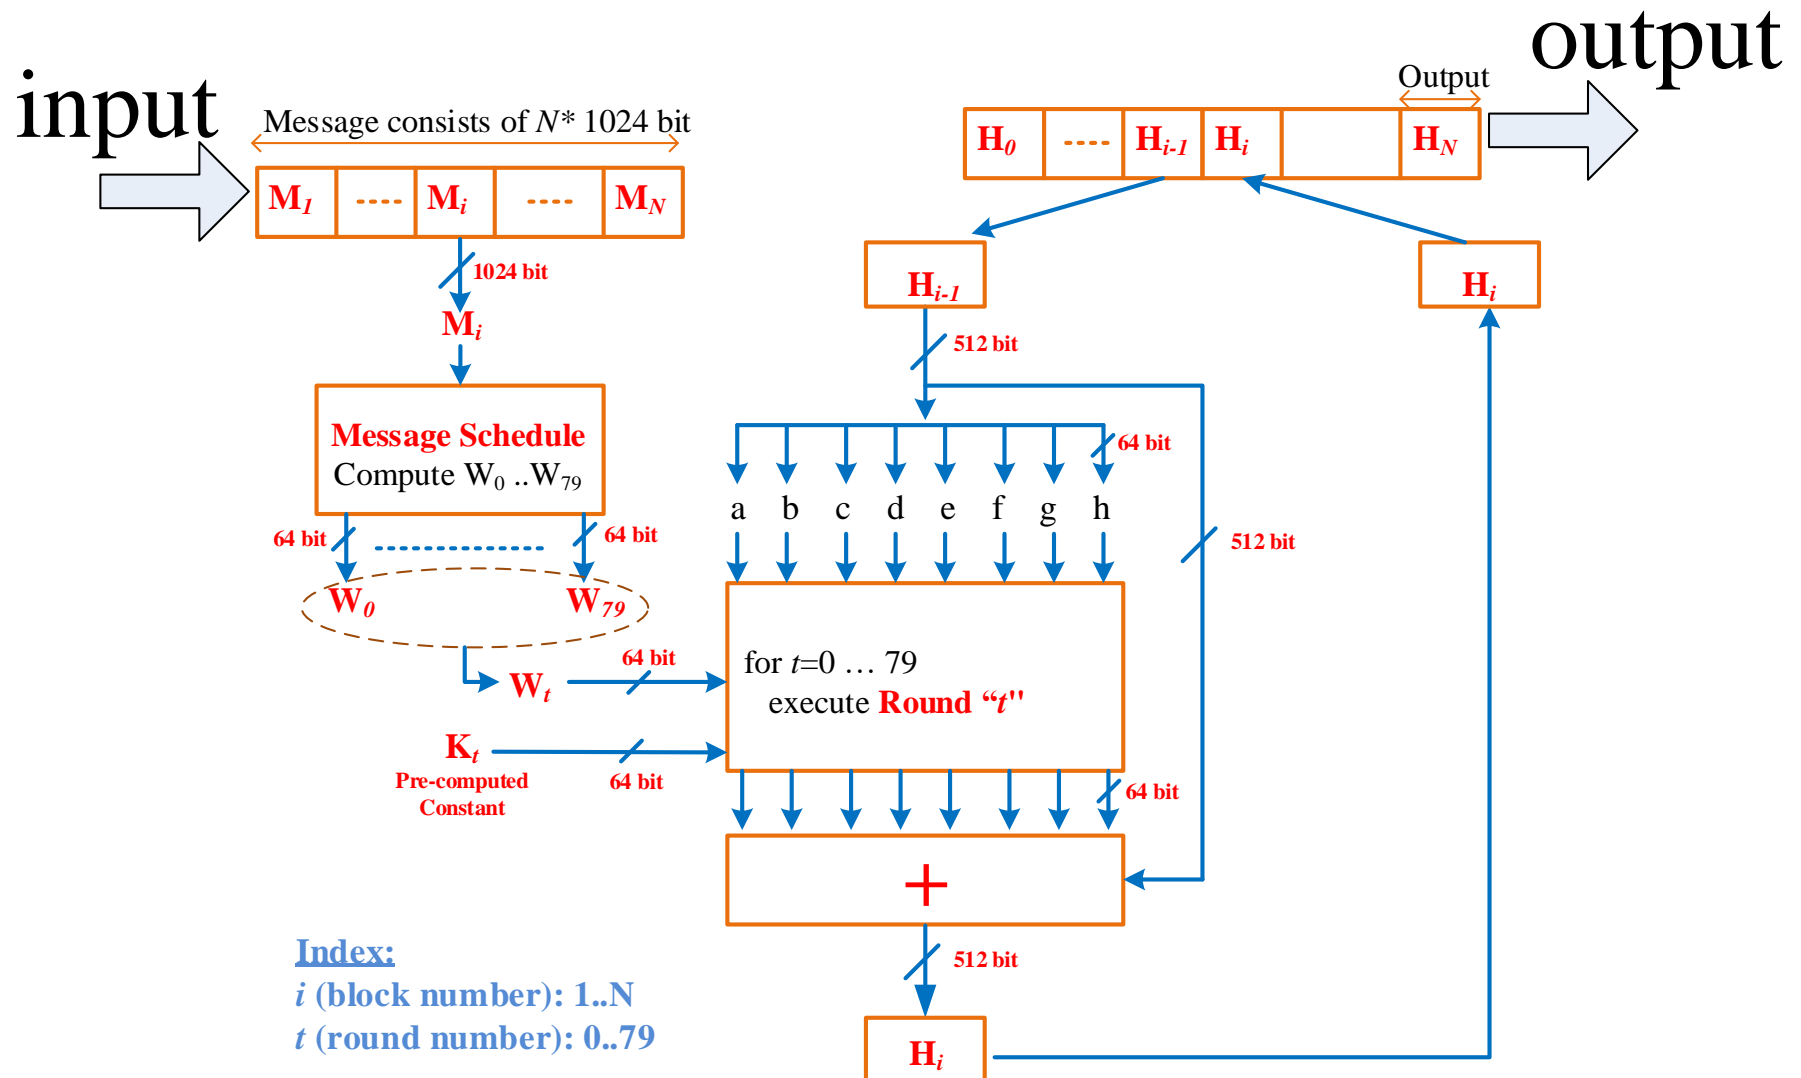 input
output
Message consists of N* 1024 bit
Output
M1 ---- Mi ---- MN
H0 ---- Hi-1 Hi HN
1024 bit
Mi
Hi-1
Hi
512 bit
Message Schedule
Compute W0 ..W79
64 bit
a b c d e f g h
64 bit
64 bit
512 bit
W0 W79
for t=0 … 79
execute Round “t"
64 bit
Wt
Kt
Pre-computed
Constant
64 bit
64 bit
+
512 bit
Index:
i (block number): 1..N
t (round number): 0..79
Hi